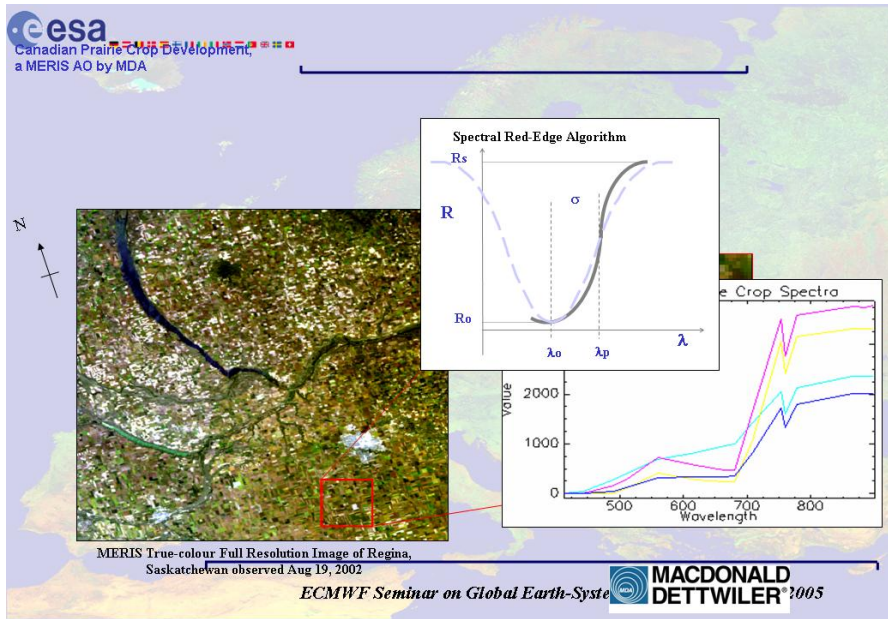 esa
Canadian Prairie Crop Development,
a MERIS AO by MDA
Spectral Red-Edge Algorithm
Rs
σ
R
Ro
λ
λo
λp
N
Crop Spectra
2000
1000
0
Value
500
600
700
800
Wavelength
MERIS True-colour Full Resolution Image of Regina,
Saskatchewan observed Aug 19, 2002
ECMWF Seminar on Global Earth-Syste
MDA
MACDONALD
DETTWILER®
2005